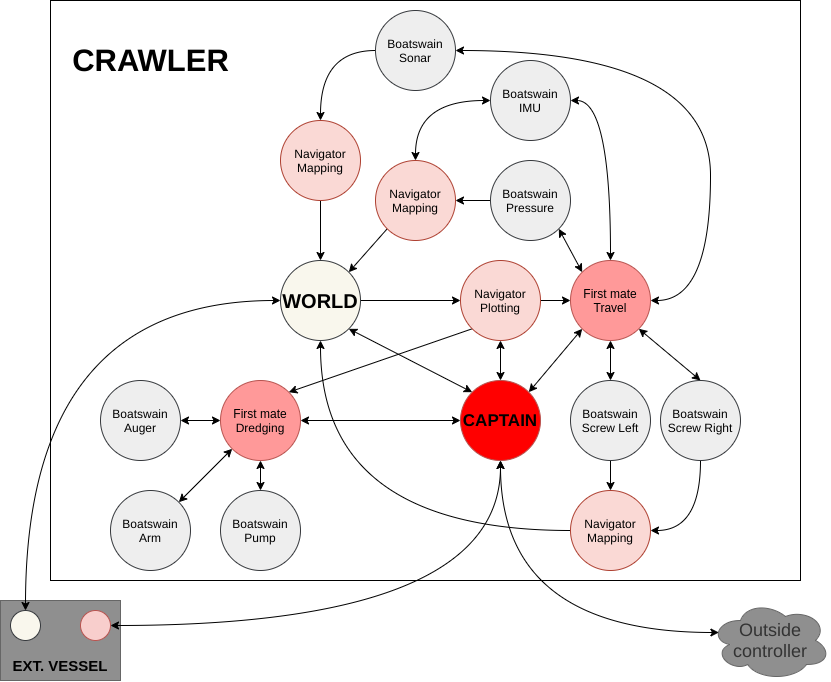 CRAWLER
Boatswain
Sonar
Boatswain
IMU
Navigator
Mapping
Navigator
Mapping
Boatswain
Pressure
WORLD
Navigator
Plotting
First mate
Travel
Boatswain
Auger
First mate
Dredging
CAPTAIN
Boatswain
Screw Left
Boatswain
Screw Right
Boatswain
Arm
Boatswain
Pump
Navigator
Mapping
EXT. VESSEL
Outside
controller